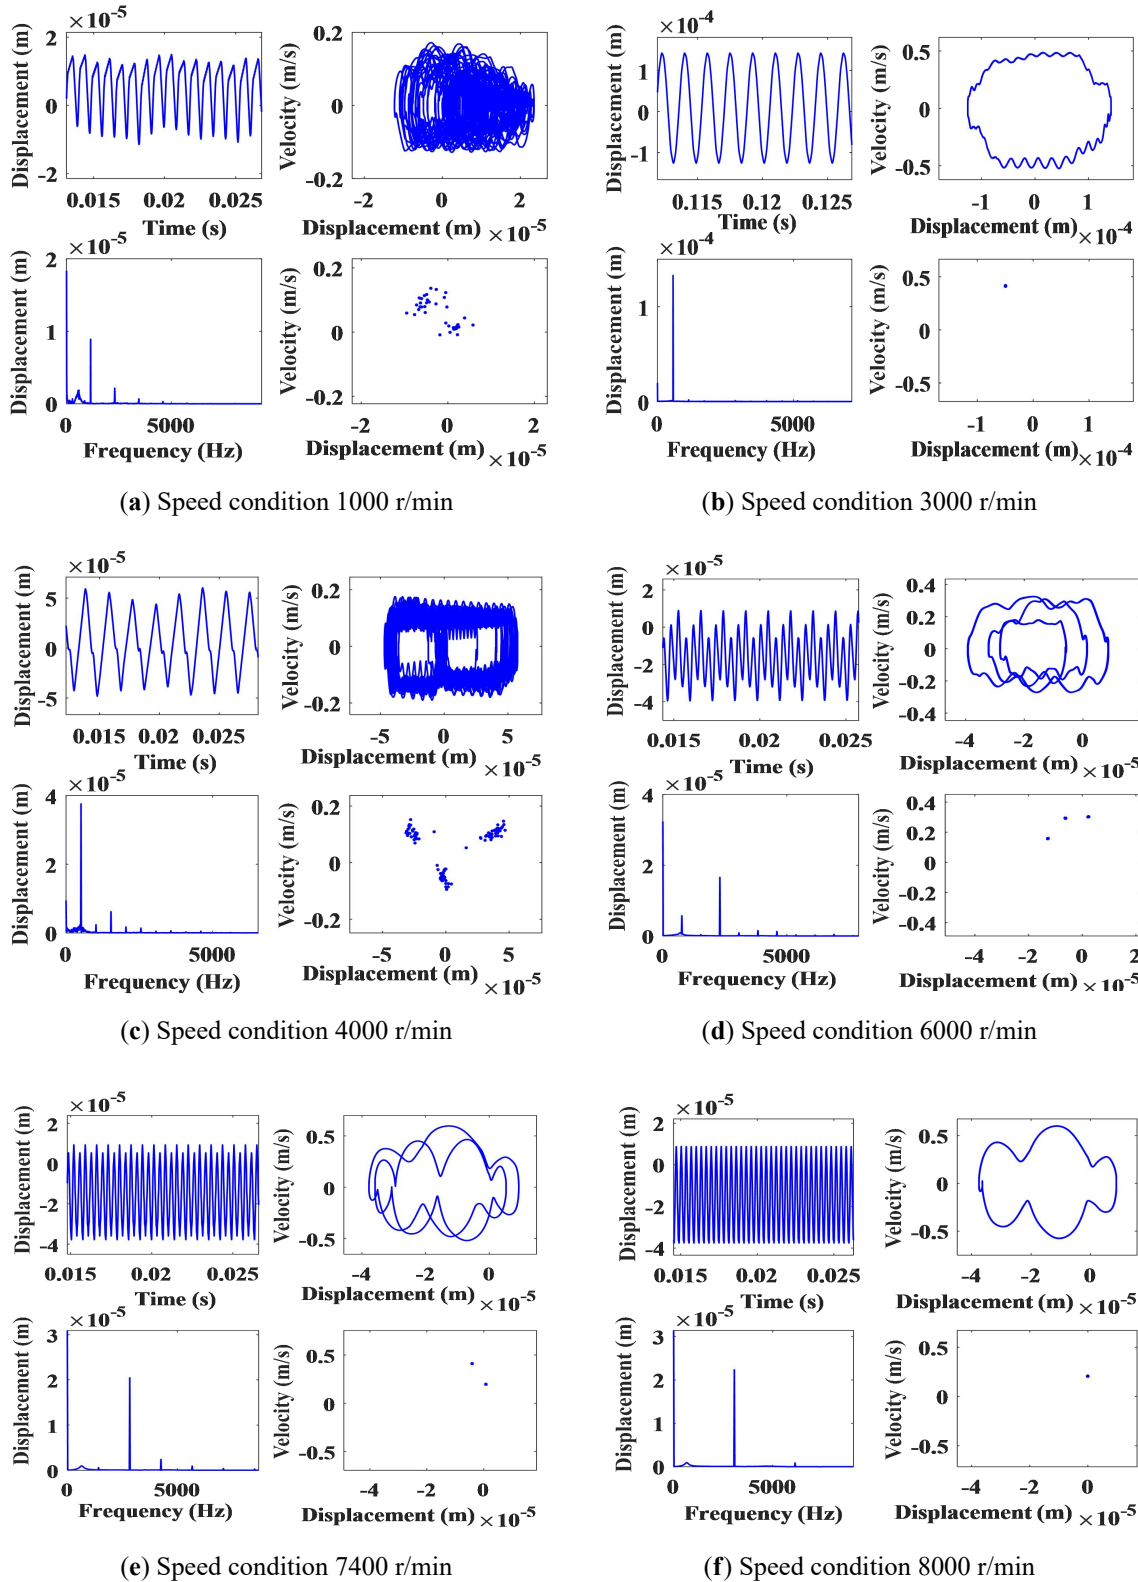 ×10⁻⁵
Displacement (m)
2
0
-2
0.015 0.02 0.025
Time (s)
Velocity (m/s)
0.2
0
-0.2
-2 0 2
Displacement (m) ×10⁻⁵
×10⁻⁵
Displacement (m)
2
1
0
0 5000
Frequency (Hz)
Velocity (m/s)
0.2
0
-0.2
-2 0 2
Displacement (m) ×10⁻⁵
(a) Speed condition 1000 r/min
×10⁻⁴
Displacement (m)
1
0
-1
0.115 0.12 0.125
Time (s)
Velocity (m/s)
0.5
0
-0.5
-1 0 1
Displacement (m) ×10⁻⁴
×10⁻⁴
Displacement (m)
1
0
0 5000
Frequency (Hz)
Velocity (m/s)
0.5
0
-0.5
-1 0 1
Displacement (m) ×10⁻⁴
(b) Speed condition 3000 r/min
×10⁻⁵
Displacement (m)
5
0
-5
0.015 0.02 0.025
Time (s)
Velocity (m/s)
0.2
0
-0.2
-5 0 5
Displacement (m)
×10⁻⁵
×10⁻⁵
Displacement (m)
4
2
0
0 5000
Frequency (Hz)
Velocity (m/s)
0.2
0
-0.2
-5 0 5
Displacement (m)
×10⁻⁵
(c) Speed condition 4000 r/min
×10⁻⁵
Displacement (m)
2
0
-2
-4
0.015 0.02 0.025
Time (s)
Velocity (m/s)
0.4
0.2
0
-0.2
-0.4
-4 -2 0
Displacement (m)
×10⁻⁵
×10⁻⁵
Displacement (m)
4
2
0
0 5000
Frequency (Hz)
Velocity (m/s)
0.4
0.2
0
-0.2
-0.4
-4 -2 0 2
Displacement (m)
×10⁻⁵
(d) Speed condition 6000 r/min
×10⁻⁵
Displacement (m)
2
0
-2
-4
0.015 0.02 0.025
Time (s)
Velocity (m/s)
0.5
0
-0.5
-4 -2 0
Displacement (m)
×10⁻⁵
×10⁻⁵
Displacement (m)
3
2
1
0
0 5000
Frequency (Hz)
Velocity (m/s)
0.5
0
-0.5
-4 -2 0
Displacement (m) ×10⁻⁵
(e) Speed condition 7400 r/min
×10⁻⁵
Displacement (m)
2
0
-2
-4
0.015 0.02 0.025
Time (s)
Velocity (m/s)
0.5
0
-0.5
-4 -2 0
Displacement (m) ×10⁻⁵
×10⁻⁵
Displacement (m)
3
2
1
0
0 5000
Frequency (Hz)
Velocity (m/s)
0.5
0
-0.5
-4 -2 0
Displacement (m) ×10⁻⁵
(f) Speed condition 8000 r/min